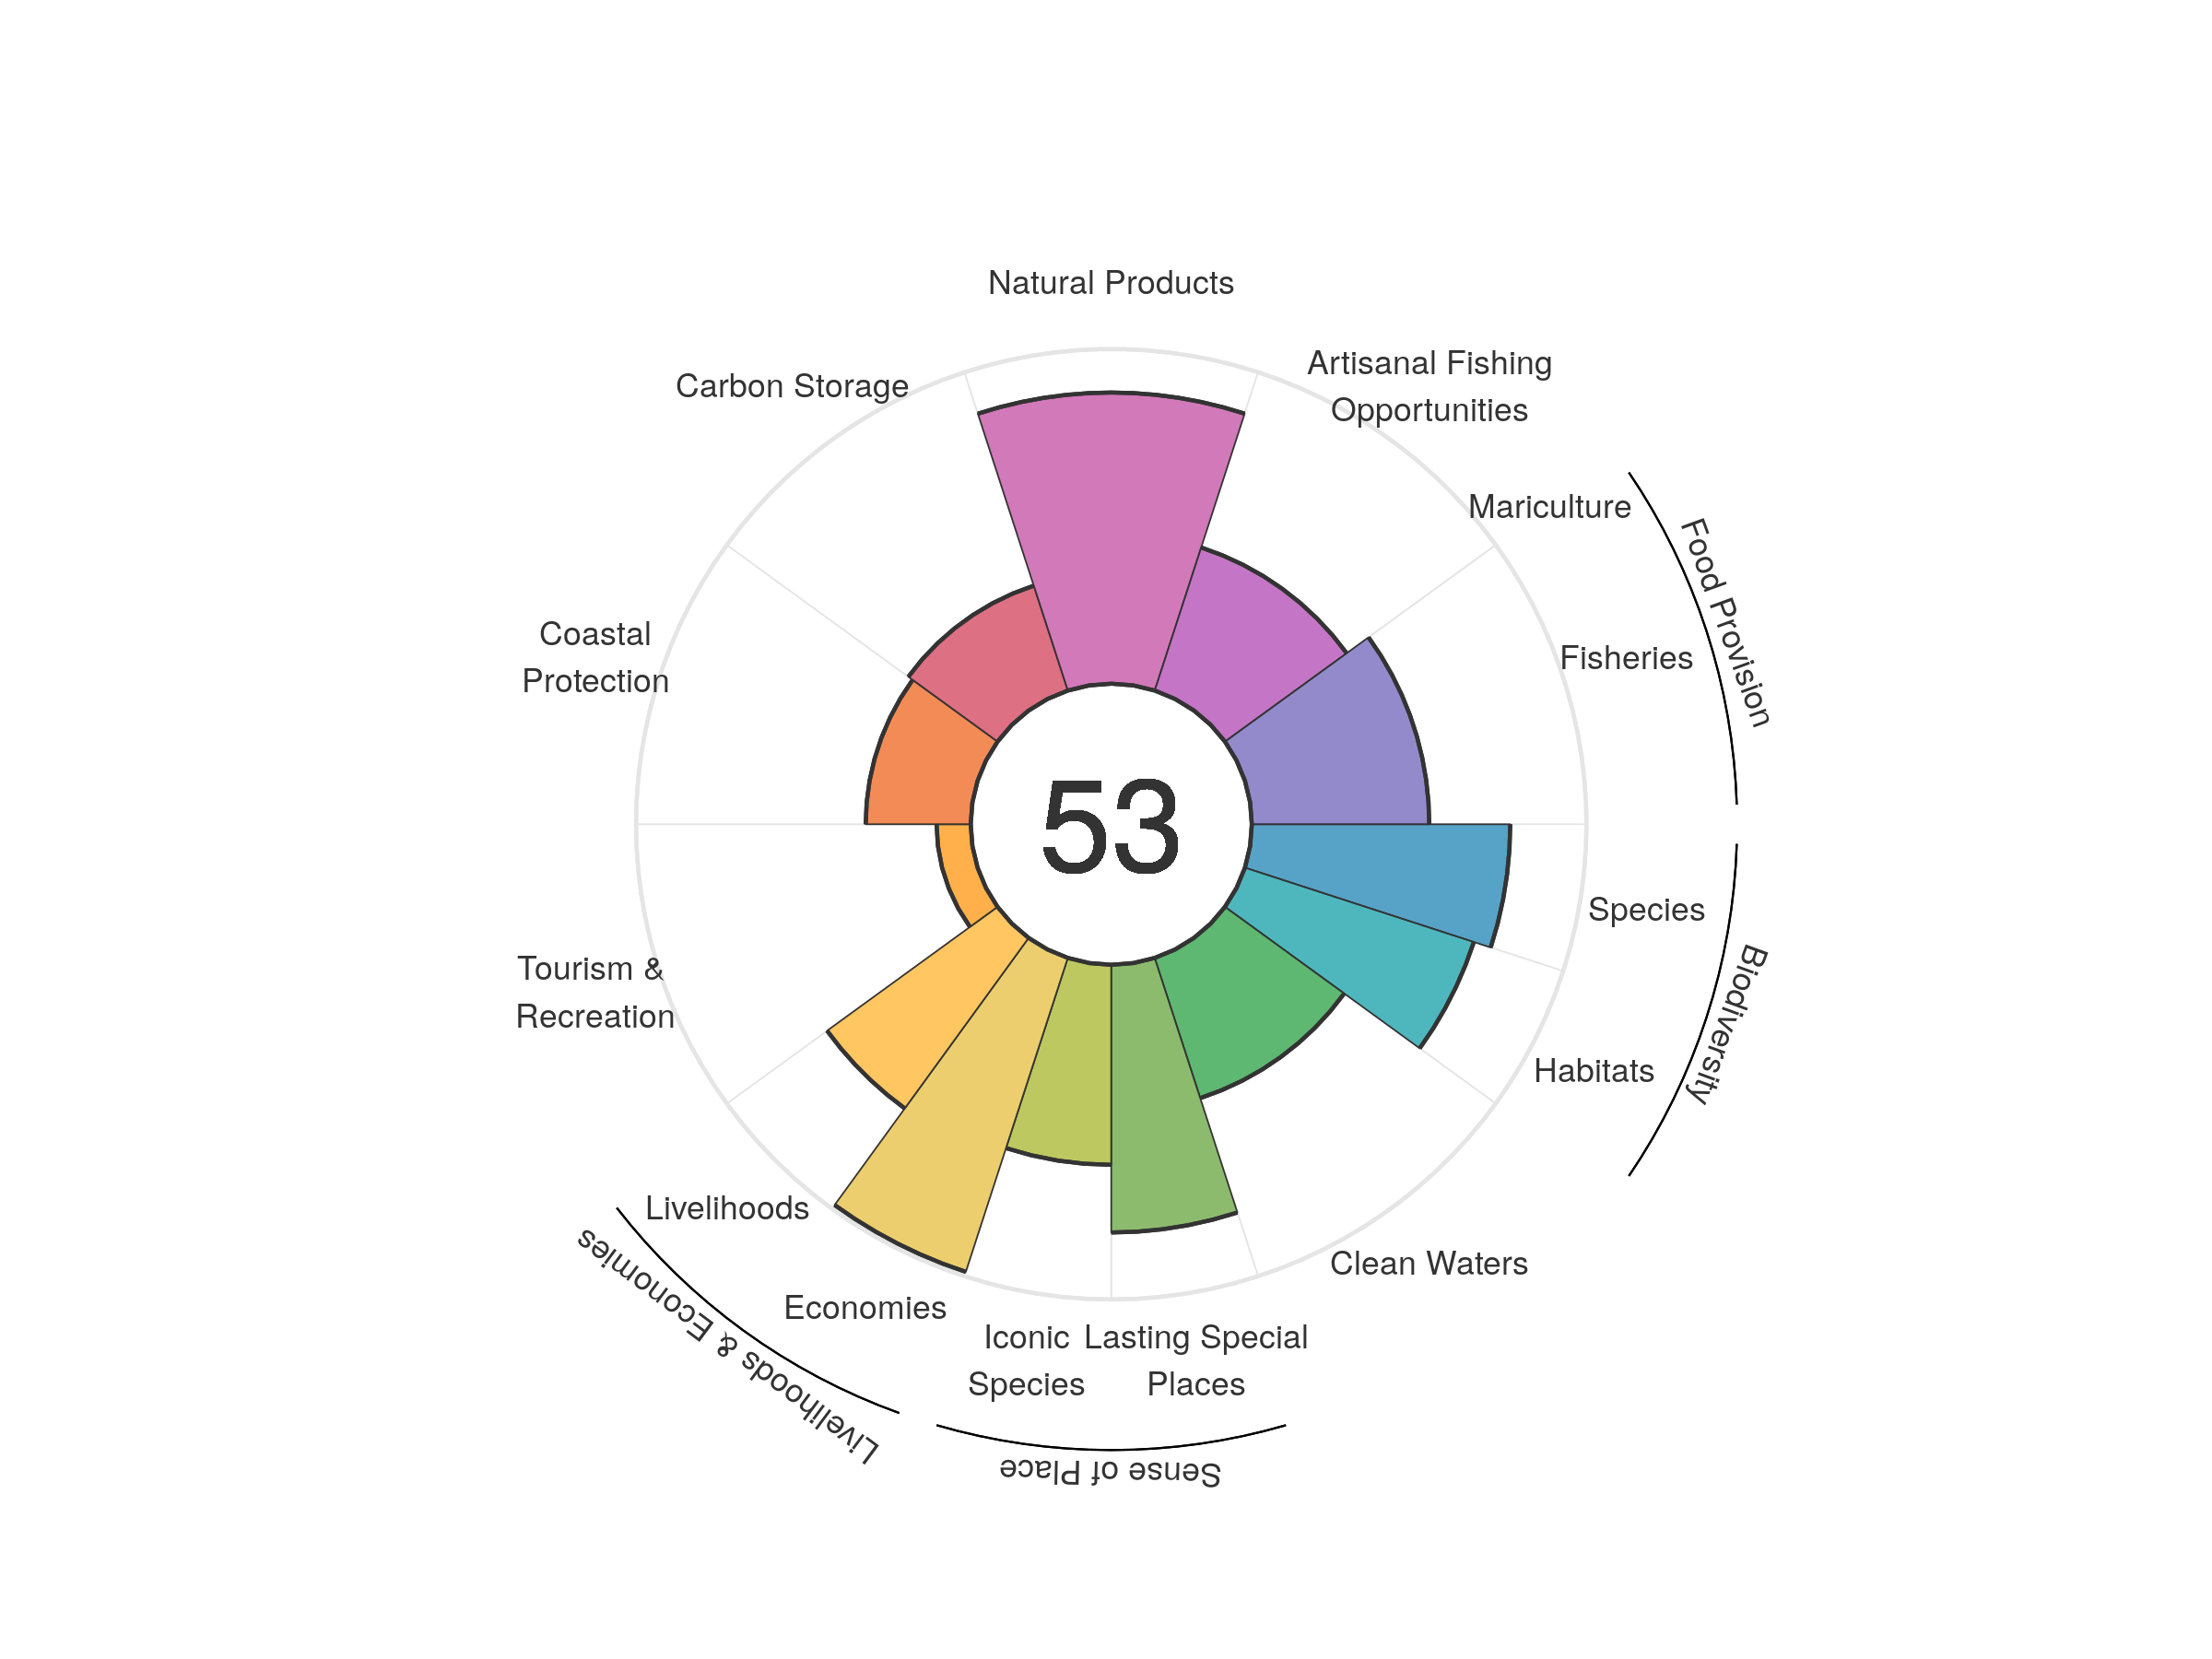 Natural Products
Artisanal Fishing
Opportunities
Carbon Storage
Mariculture
Food Provision
Fisheries
Coastal
Protection
53
Species
Biodiversity
Habitats
Tourism &
Recreation
Livelihoods
Livelihoods & Economies
Economies
Clean Waters
Iconic
Species
Lasting Special
Places
Sense of Place